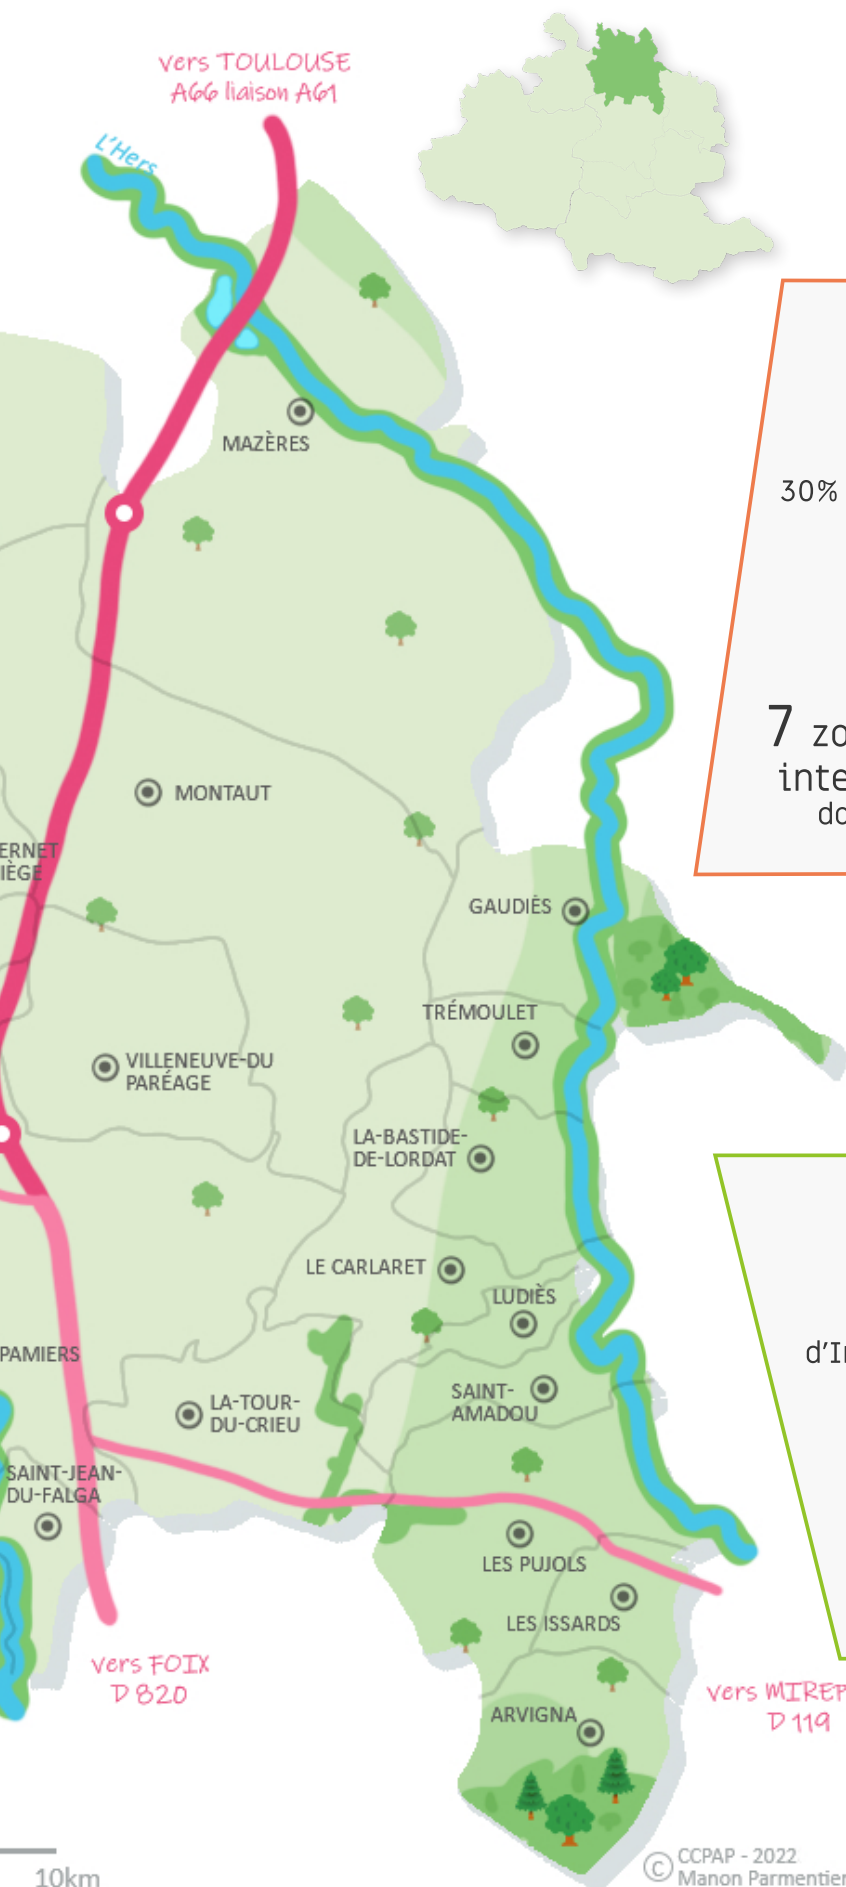 vers TOULOUSE
A66 liaison A61
L'Hers
MAZÈRES
30%
7 zo
inte
do
MONTAUT
ERNET
IÈGE
GAUDIÈS
TRÉMOULET
VILLENEUVE-DU
PARÉAGE
LA-BASTIDE-
DE-LORDAT
LE CARLARET
LUDIÈS
d'In
PAMIERS
SAINT-
AMADOU
LA-TOUR-
DU-CRIEU
SAINT-JEAN-
DU-FALGA
LES PUJOLS
LES ISSARDS
vers FOIX
D 820
vers MIREP
D 119
ARVIGNA
10km
© CCPAP - 2022
Manon Parmentier